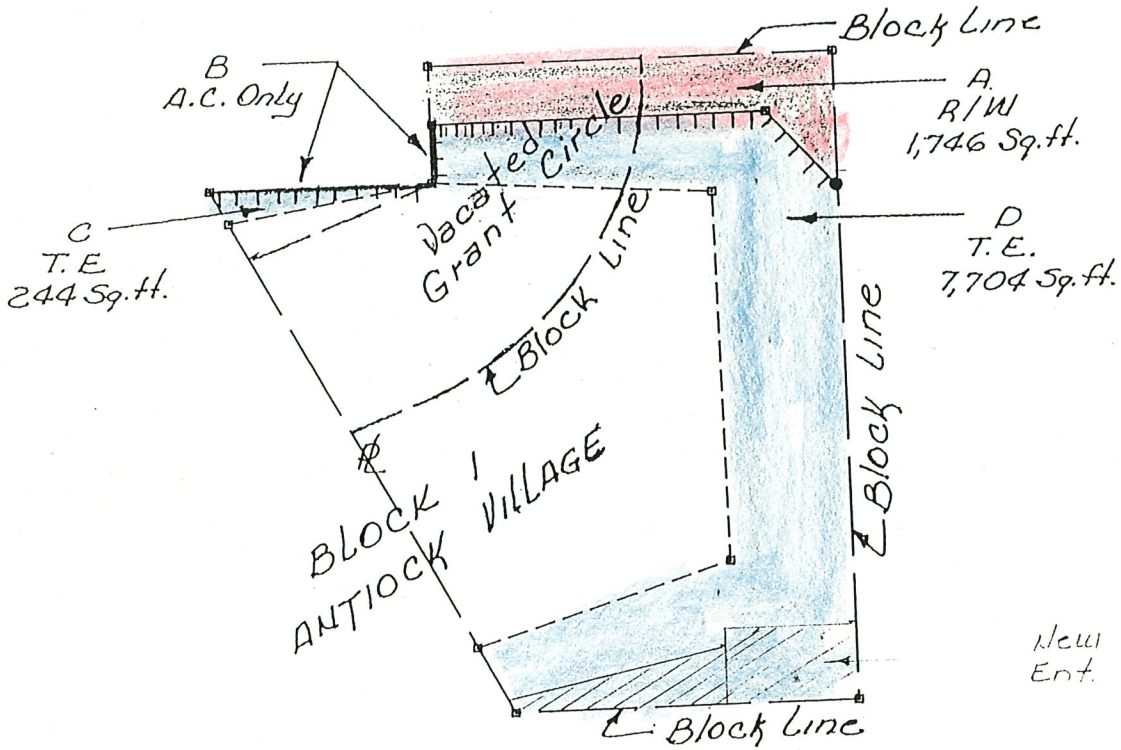 Block Line
B
A.C. Only
A.
R/W
1,746 Sq.ft.
Vacated
Grant Circle
C
T.E
244 Sq.ft.
D
T.E.
7,704 Sq.ft.
Block Line
Block Line
PL
BLOCK 1
ANTIOCK VILLAGE
New
Ent.
Block Line